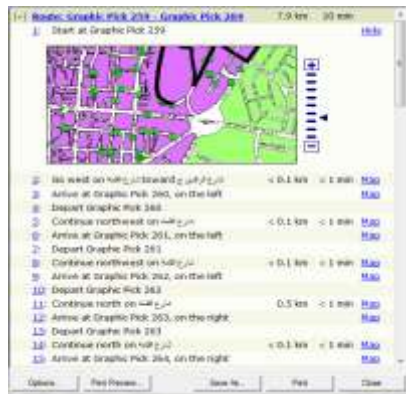 [-] Route: Graphic Pick 259 - Graphic Pick 269 7.9 km 10 min
1: Start at Graphic Pick 259 Hide
2: Go west on toward < 0.1 km < 1 min Map
3: Arrive at Graphic Pick 260, on the left Map
4: Depart Graphic Pick 260
5: Continue northwest on < 0.1 km < 1 min Map
6: Arrive at Graphic Pick 261, on the left Map
7: Depart Graphic Pick 261
8: Continue northwest on < 0.1 km < 1 min Map
9: Arrive at Graphic Pick 262, on the left Map
10: Depart Graphic Pick 262
11: Continue north on 0.5 km < 1 min Map
12: Arrive at Graphic Pick 263, on the right Map
13: Depart Graphic Pick 263
14: Continue north on < 0.1 km < 1 min Map
15: Arrive at Graphic Pick 264, on the right Map
Options... Print Preview... Save As... Print Close